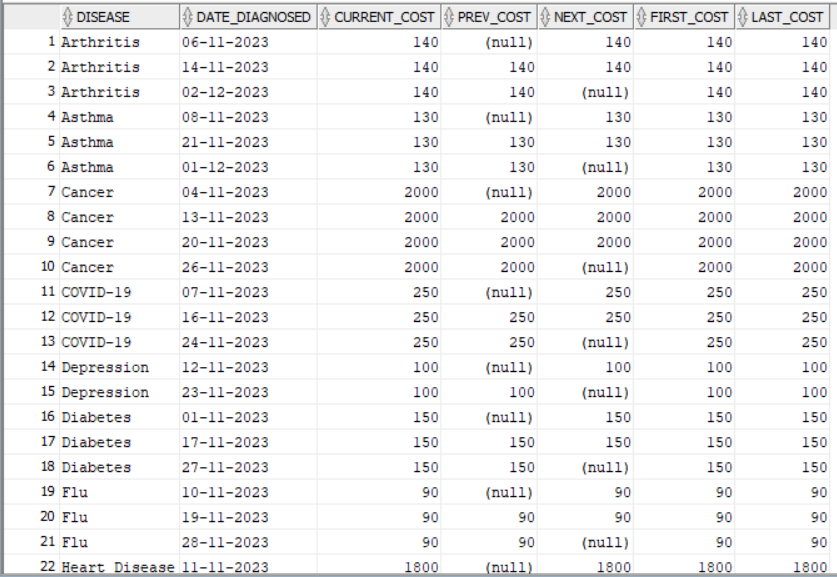 DISEASE DATE_DIAGNOSED CURRENT_COST PREV_COST NEXT_COST FIRST_COST LAST_COST
1 Arthritis 06-11-2023 140 (null) 140 140 140
2 Arthritis 14-11-2023 140 140 140 140 140
3 Arthritis 02-12-2023 140 140 (null) 140 140
4 Asthma 08-11-2023 130 (null) 130 130 130
5 Asthma 21-11-2023 130 130 130 130 130
6 Asthma 01-12-2023 130 130 (null) 130 130
7 Cancer 04-11-2023 2000 (null) 2000 2000 2000
8 Cancer 13-11-2023 2000 2000 2000 2000 2000
9 Cancer 20-11-2023 2000 2000 2000 2000 2000
10 Cancer 26-11-2023 2000 2000 (null) 2000 2000
11 COVID-19 07-11-2023 250 (null) 250 250 250
12 COVID-19 16-11-2023 250 250 250 250 250
13 COVID-19 24-11-2023 250 250 (null) 250 250
14 Depression 12-11-2023 100 (null) 100 100 100
15 Depression 23-11-2023 100 100 (null) 100 100
16 Diabetes 01-11-2023 150 (null) 150 150 150
17 Diabetes 17-11-2023 150 150 150 150 150
18 Diabetes 27-11-2023 150 150 (null) 150 150
19 Flu 10-11-2023 90 (null) 90 90 90
20 Flu 19-11-2023 90 90 90 90 90
21 Flu 28-11-2023 90 90 (null) 90 90
22 Heart Disease 11-11-2023 1800 (null) 1800 1800 1800